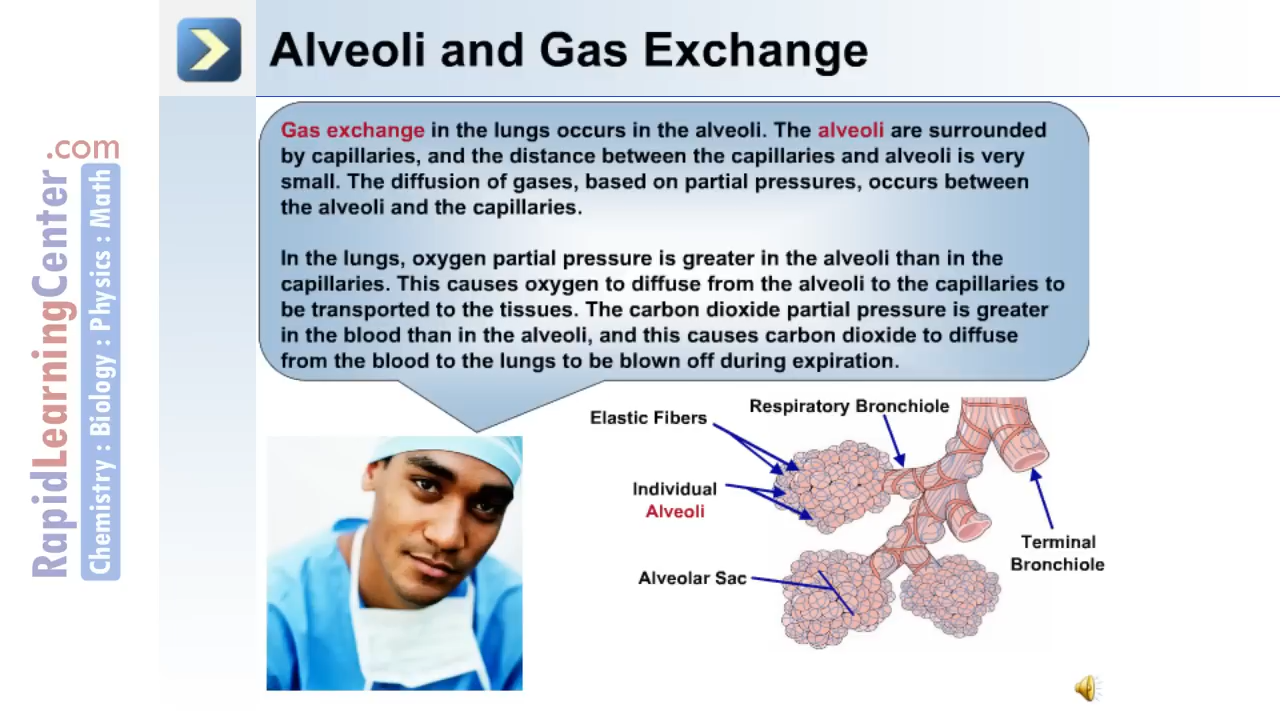 Alveoli and Gas Exchange
Gas exchange in the lungs occurs in the alveoli. The alveoli are surrounded
by capillaries, and the distance between the capillaries and alveoli is very
small. The diffusion of gases, based on partial pressures, occurs between
the alveoli and the capillaries.
In the lungs, oxygen partial pressure is greater in the alveoli than in the
capillaries. This causes oxygen to diffuse from the alveoli to the capillaries to
be transported to the tissues. The carbon dioxide partial pressure is greater
in the blood than in the alveoli, and this causes carbon dioxide to diffuse
from the blood to the lungs to be blown off during expiration.
Respiratory Bronchiole
Elastic Fibers
Individual
Alveoli
Terminal
Bronchiole
Alveolar Sac
RapidLearningCenter.com
Chemistry : Biology : Physics : Math